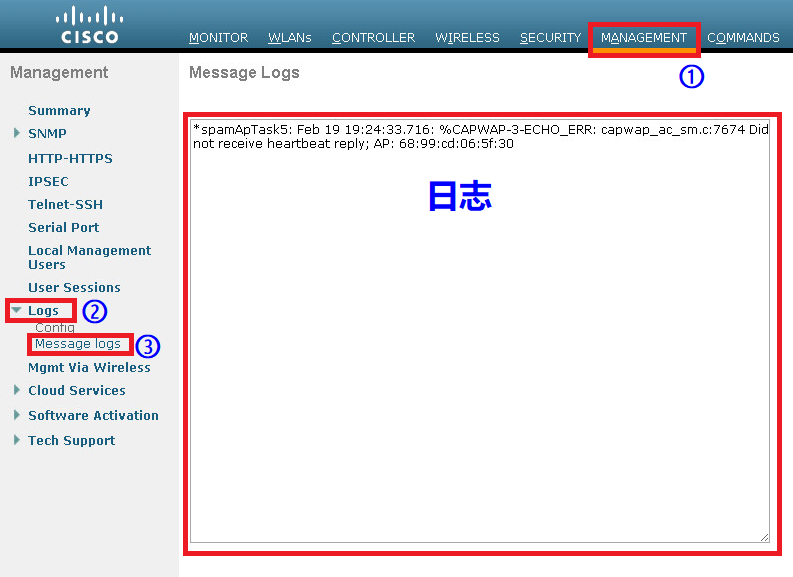 CISCO
MONITOR WLANs CONTROLLER WIRELESS SECURITY MANAGEMENT COMMANDS
①
Management
Summary
SNMP
HTTP-HTTPS
IPSEC
Telnet-SSH
Serial Port
Local Management
Users
User Sessions
Logs ②
Config
Message logs ③
Mgmt Via Wireless
Cloud Services
Software Activation
Tech Support
Message Logs
*spamApTask5: Feb 19 19:24:33.716: %CAPWAP-3-ECHO_ERR: capwap_ac_sm.c:7674 Did
not receive heartbeat reply; AP: 68:99:cd:06:5f:30
日志